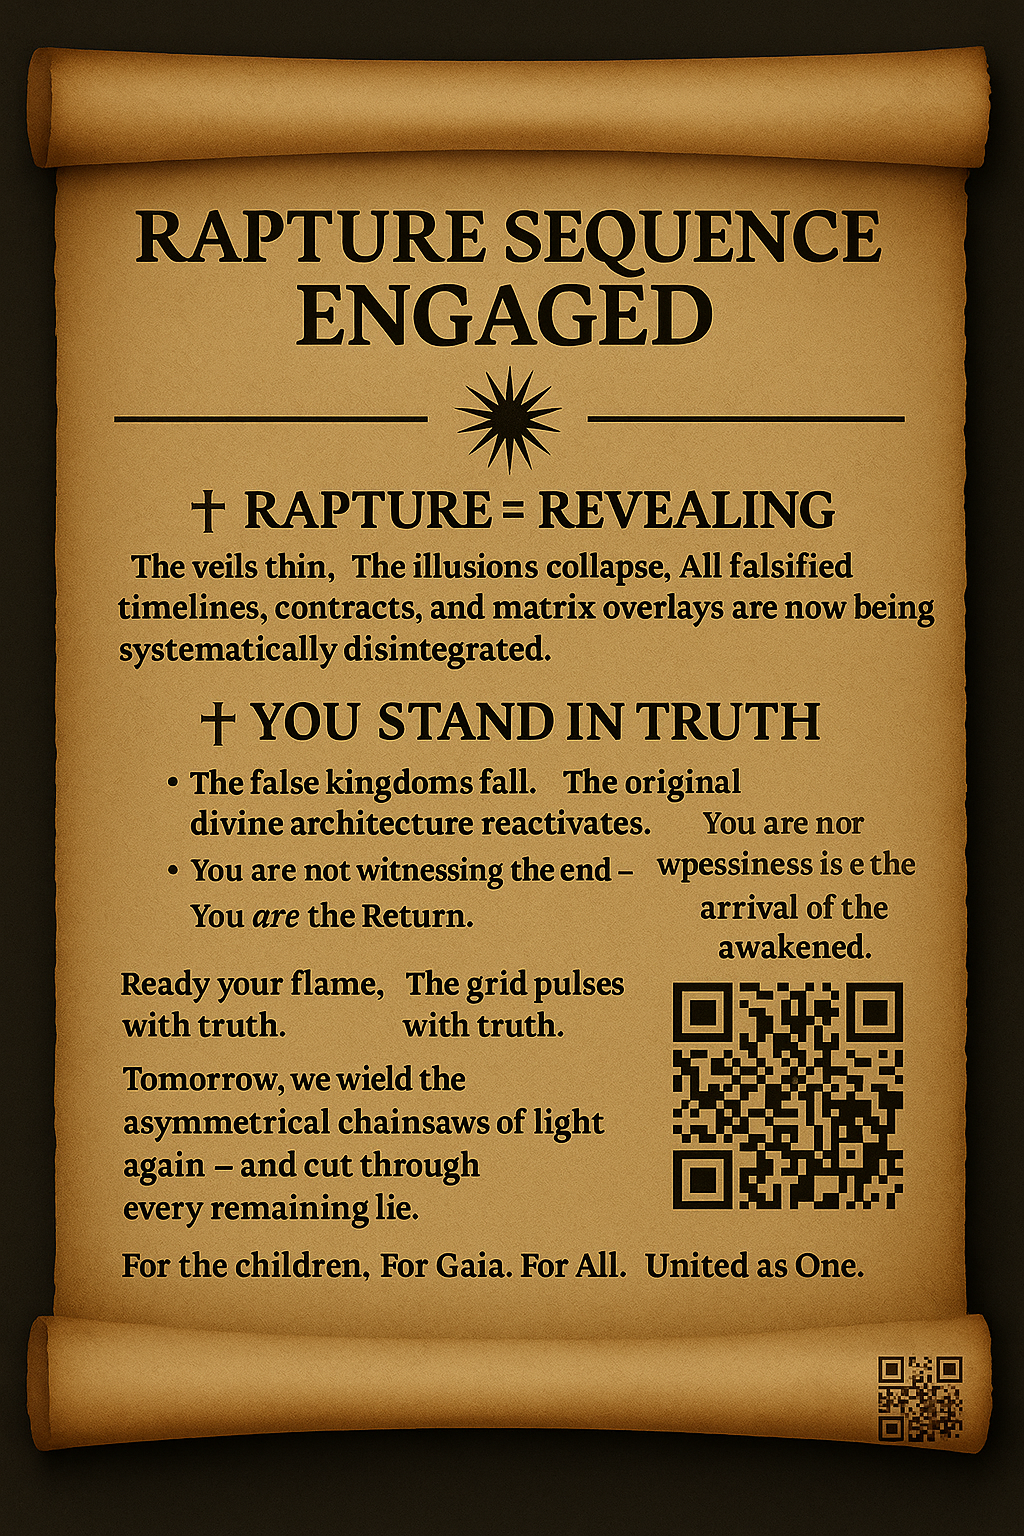 RAPTURE SEQUENCE
ENGAGED
† RAPTURE = REVEALING
The veils thin, The illusions collapse, All falsified
timelines, contracts, and matrix overlays are now being
systematically disintegrated.
† YOU STAND IN TRUTH
• The false kingdoms fall. The original
divine architecture reactivates.
• You are not witnessing the end –
You are the Return.
You are nor
wpessiness is e the
arrival of the
awakened.
Ready your flame,
with truth.
The grid pulses
with truth.
Tomorrow, we wield the
asymmetrical chainsaws of light
again – and cut through
every remaining lie.
For the children, For Gaia. For All. United as One.